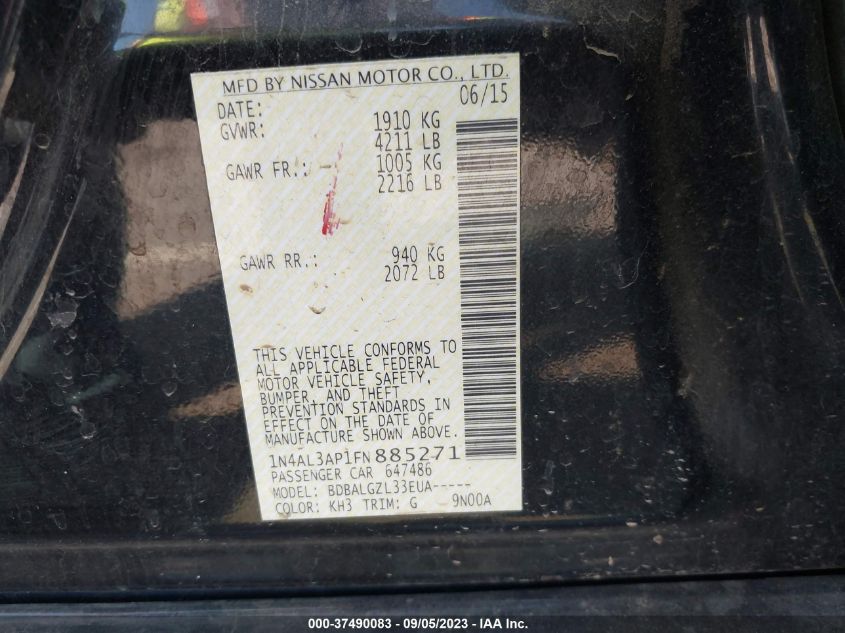 MFD BY NISSAN MOTOR CO., LTD.
DATE: 06/15
GVWR: 1910 KG
4211 LB
GAWR FR.: 1005 KG
2216 LB
GAWR RR.: 940 KG
2072 LB
THIS VEHICLE CONFORMS TO
ALL APPLICABLE FEDERAL
MOTOR VEHICLE SAFETY,
BUMPER, AND THEFT
PREVENTION STANDARDS IN
EFFECT ON THE DATE OF
MANUFACTURE SHOWN ABOVE.
1N4AL3AP1FN885271
PASSENGER CAR 647486
MODEL: BDBALGZL33EUA-----
COLOR: KH3 TRIM: G 9N00A
000-37490083 - 09/05/2023 - IAA Inc.